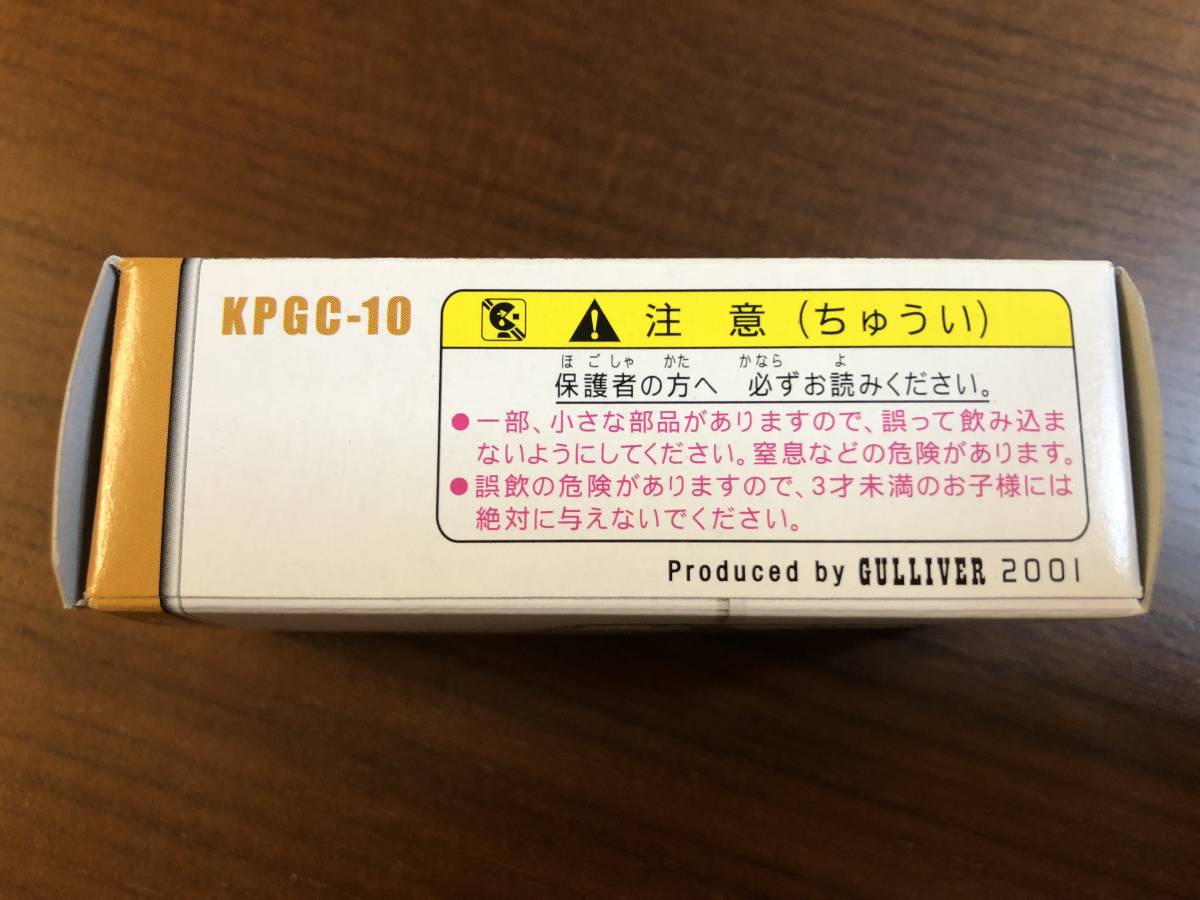 KPGC-10
注意(ちゅうい)
ほごしゃ かた かなら よ
保護者の方へ 必ずお読みください。
●一部、小さな部品がありますので、誤って飲み込ま
ないようにしてください。窒息などの危険があります。
●誤飲の危険がありますので、3才未満のお子様には
絶対に与えないでください。
Produced by GULLIVER 2001